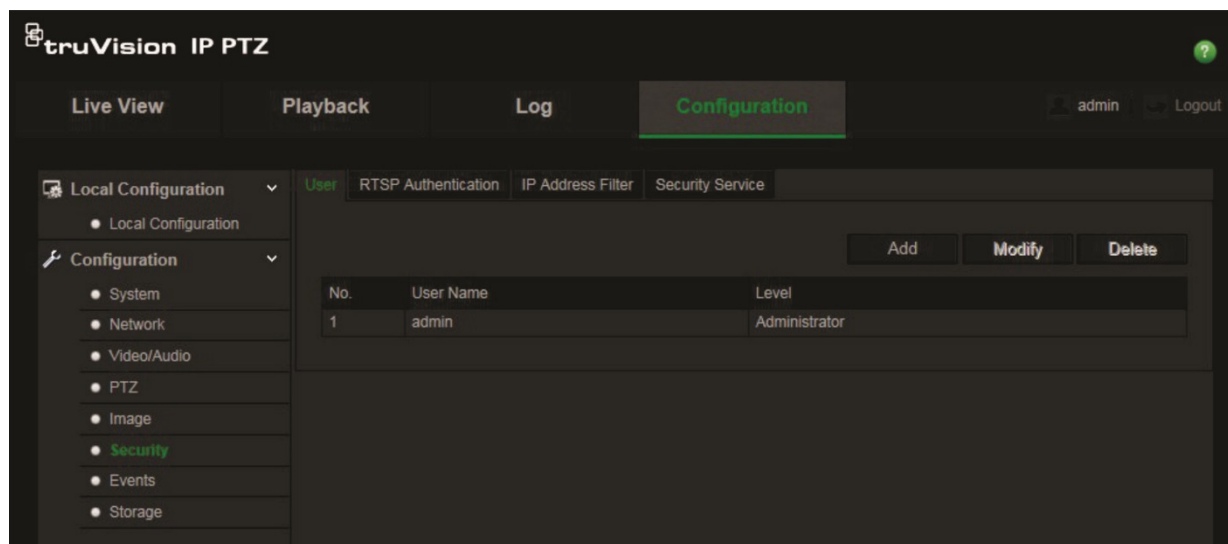 truVision IP PTZ
?
Live View Playback Log Configuration admin Logout
Local Configuration
Local Configuration
Configuration
System
Network
Video/Audio
PTZ
Image
Security
Events
Storage
User RTSP Authentication IP Address Filter Security Service
Add Modify Delete
No. User Name Level
1 admin Administrator